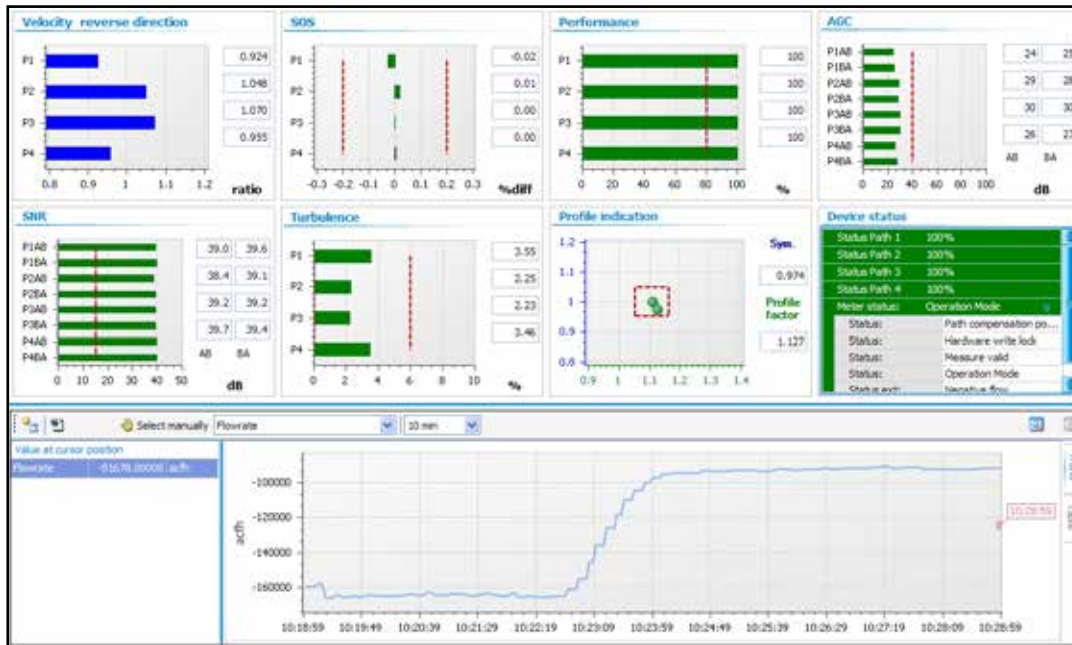 Velocity reverse direction
P1
P2
P3
P4
0.924
1.048
1.070
0.955
0.8 0.9 1 1.1 1.2
ratio
SOS
P1
P2
P3
P4
-0.02
0.01
0.00
0.00
-0.3 -0.2 -0.1 0 0.1 0.2 0.3
%diff
Performance
P1
P2
P3
P4
100
100
100
100
0 20 40 60 80 100
%
AGC
P1AB
P1BA
P2AB
P2BA
P3AB
P3BA
P4AB
P4BA
24
29 28
30 30
26
AB BA
0 20 40 60 80 100
dB
SNR
P1AB
P1BA
P2AB
P2BA
P3AB
P3BA
P4AB
P4BA
39.0 39.6
38.4 39.1
39.2 39.2
39.7 39.4
AB BA
0 10 20 30 40 50
dB
Turbulence
P1
P2
P3
P4
3.55
2.25
2.23
3.46
0 2 4 6 8 10
%
Profile indication
1.2
1.1
1
0.9
0.8
0.9 1 1.1 1.2 1.3 1.4
Sym.
0.974
Profile
factor
1.127
Device status
Status Path 1 100%
Status Path 2 100%
Status Path 3 100%
Status Path 4 100%
Meter status: Operation Mode
Status: Path compensation po...
Status: Hardware write lock
Status: Measure valid
Status: Operation Mode
Status ext: Negative flow
Select manually Flowrate 10 min
Value at cursor position
Flowrate acfh
acfh
-100000
-120000
-140000
-160000
10:28:59
10:18:59 10:19:49 10:20:39 10:21:29 10:22:19 10:23:09 10:23:59 10:24:49 10:25:39 10:26:29 10:27:19 10:28:09 10:28:59